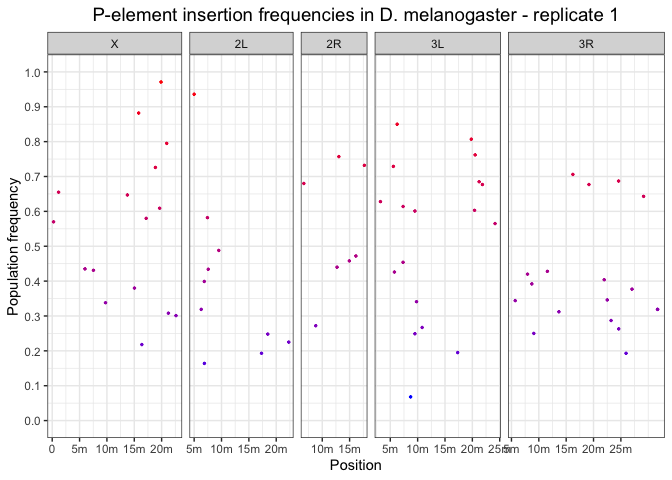 P-element insertion frequencies in D. melanogaster - replicate 1
X 2L 2R 3L 3R
1.0
0.9
0.8
0.7
0.6
0.5
0.4
0.3
0.2
0.1
0.0
Population frequency
0 5m 10m 15m 20m 5m 10m 15m 20m 10m 15m 5m 10m 15m 20m 25m 5m 10m 15m 20m 25m
Position